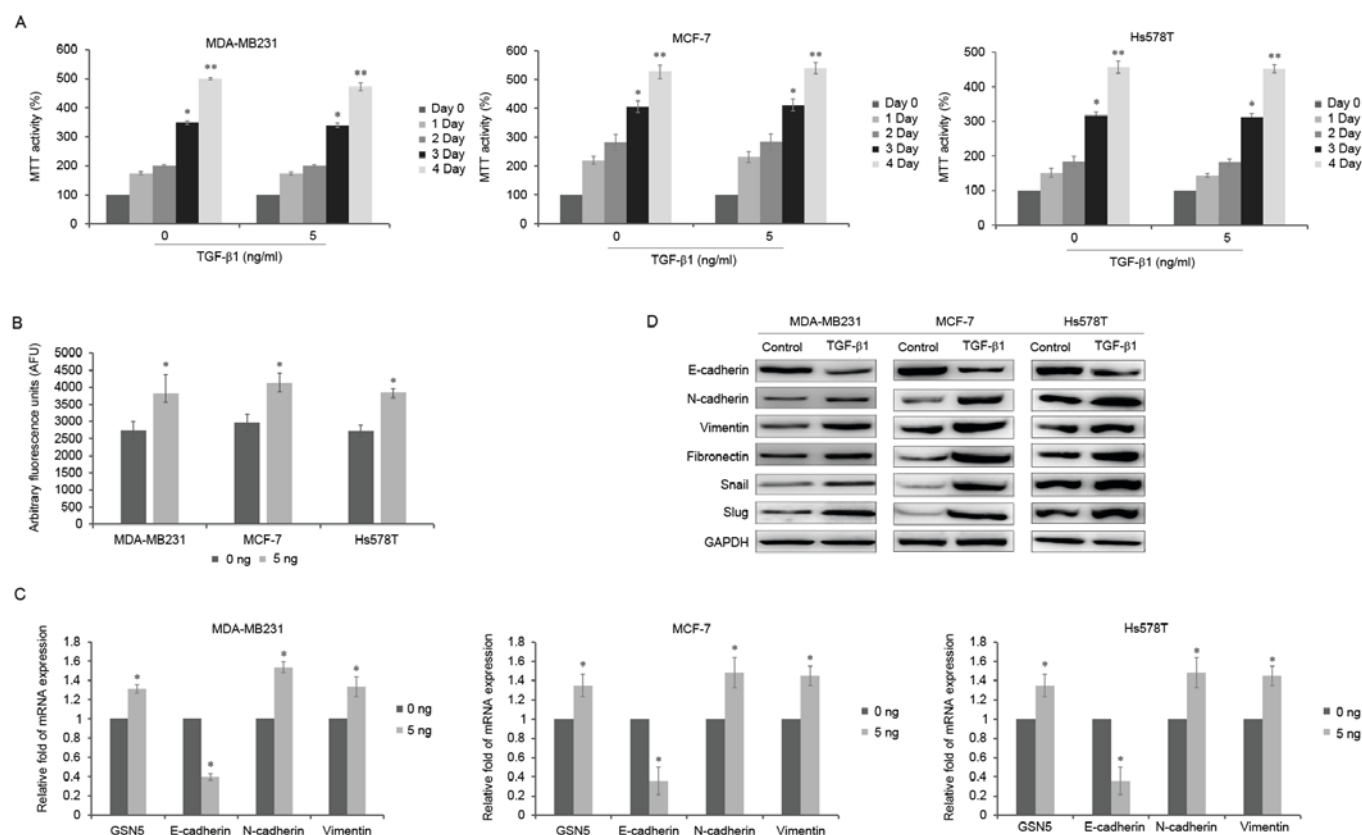 A
MDA-MB231
MTT activity (%)
600
500
400
300
200
100
0
* ** * **
0 5
TGF-β1 (ng/ml)
Day 0
1 Day
2 Day
3 Day
4 Day
MCF-7
MTT activity (%)
600
500
400
300
200
100
0
* ** * **
0 5
TGF-β1 (ng/ml)
Day 0
1 Day
2 Day
3 Day
4 Day
Hs578T
MTT activity (%)
500
400
300
200
100
0
* ** * **
0 5
TGF-β1 (ng/ml)
Day 0
1 Day
2 Day
3 Day
4 Day
B
Arbitrary fluorescence units (AFU)
5000
4500
4000
3500
3000
2500
2000
1500
1000
500
0
* * *
MDA-MB231 MCF-7 Hs578T
0 ng 5 ng
D
MDA-MB231 MCF-7 Hs578T
Control TGF-β1 Control TGF-β1 Control TGF-β1
E-cadherin
N-cadherin
Vimentin
Fibronectin
Snail
Slug
GAPDH
C
MDA-MB231
Relative fold of mRNA expression
1.8
1.6
1.4
1.2
1
0.8
0.6
0.4
0.2
0
* * * *
GSN5 E-cadherin N-cadherin Vimentin
0 ng
5 ng
MCF-7
Relative fold of mRNA expression
1.8
1.6
1.4
1.2
1
0.8
0.6
0.4
0.2
0
* * * *
GSN5 E-cadherin N-cadherin Vimentin
0 ng
5 ng
Hs578T
Relative fold of mRNA expression
1.8
1.6
1.4
1.2
1
0.8
0.6
0.4
0.2
0
* * * *
GSN5 E-cadherin N-cadherin Vimentin
0 ng
5 ng